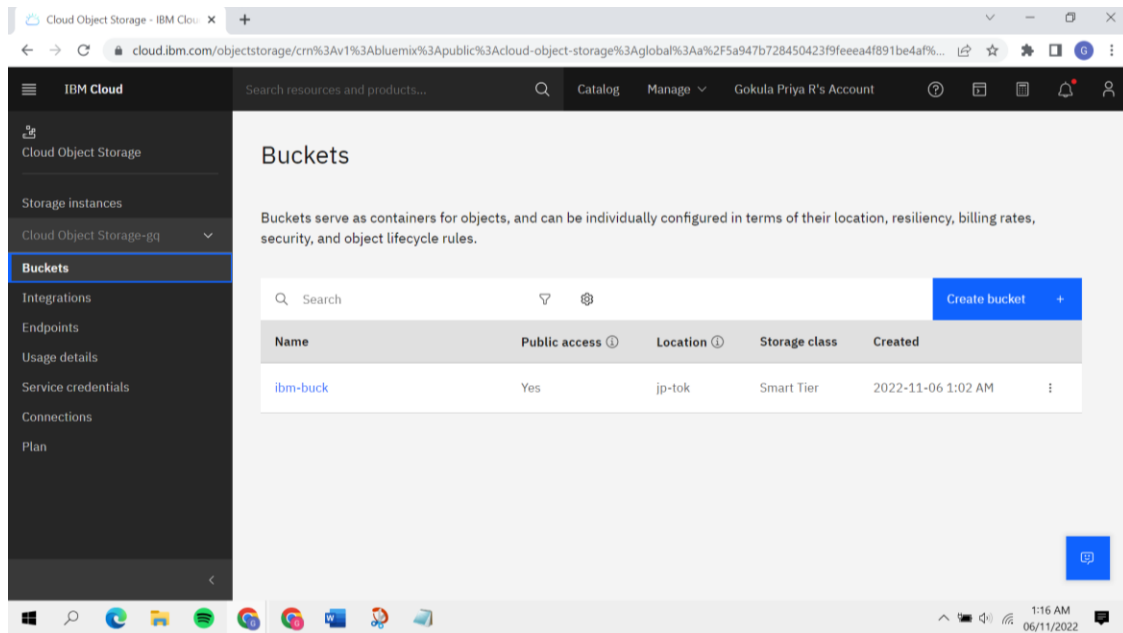 Cloud Object Storage - IBM Clou
cloud.ibm.com/objectstorage/crn%3Av1%3Abluemix%3Apublic%3Acloud-object-storage%3Aglobal%3Aa%2F5a947b728450423f9feeea4f891be4af%...
G
IBM Cloud
Search resources and products...
Catalog
Manage
Gokula Priya R's Account
Cloud Object Storage
Storage instances
Cloud Object Storage-gq
Buckets
Integrations
Endpoints
Usage details
Service credentials
Connections
Plan
Buckets
Buckets serve as containers for objects, and can be individually configured in terms of their location, resiliency, billing rates,
security, and object lifecycle rules.
Search
Create bucket +
Name Public access Location Storage class Created
ibm-buck Yes jp-tok Smart Tier 2022-11-06 1:02 AM
1:16 AM
06/11/2022